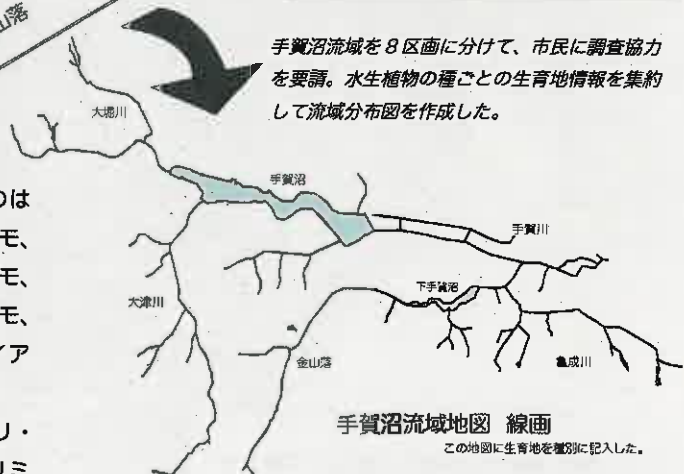 山落
手賀沼流域を8区画に分けて、市民に調査協力
を要請。水生植物の種ごとの生育地情報を集約
して流域分布図を作成した。
大堀川
手賀沼
のは
モ、
手賀川
モ、
下手賀沼
大津川
モ、
イア
金山落
亀成川
リ・
手賀沼流域地図 線画
この地図に生育地を種別に記入した。
リミ